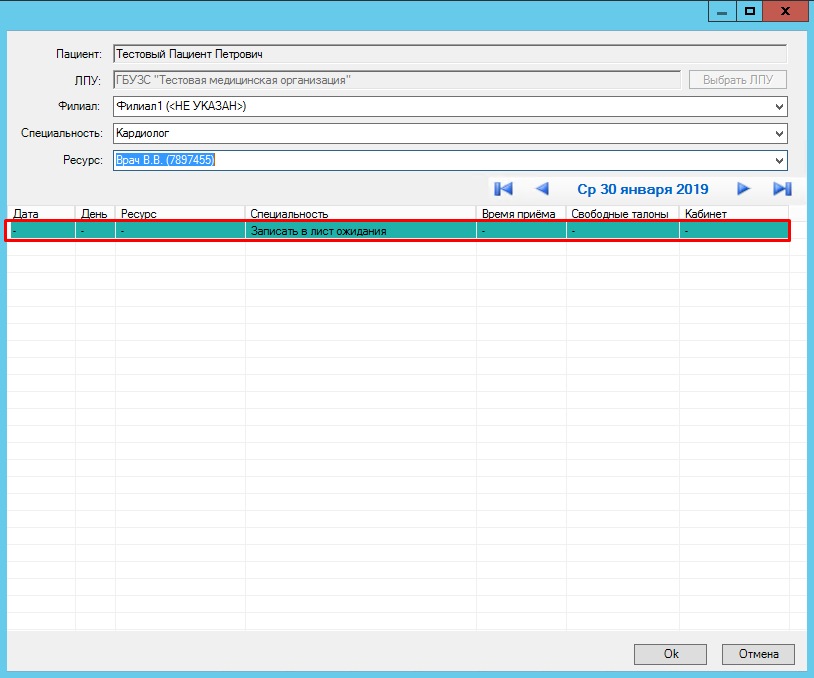 Пациент: Тестовый Пациент Петрович
ЛПУ: ГБУЗС "Тестовая медицинская организация" Выбрать ЛПУ
Филиал: Филиал1 (<НЕ УКАЗАН>)
Специальность: Кардиолог
Ресурс: Врач В.В. (7897455)
Ср 30 января 2019
Дата День Ресурс Специальность Время приёма Свободные талоны Кабинет
- - - Записать в лист ожидания - - -
Ok Отмена